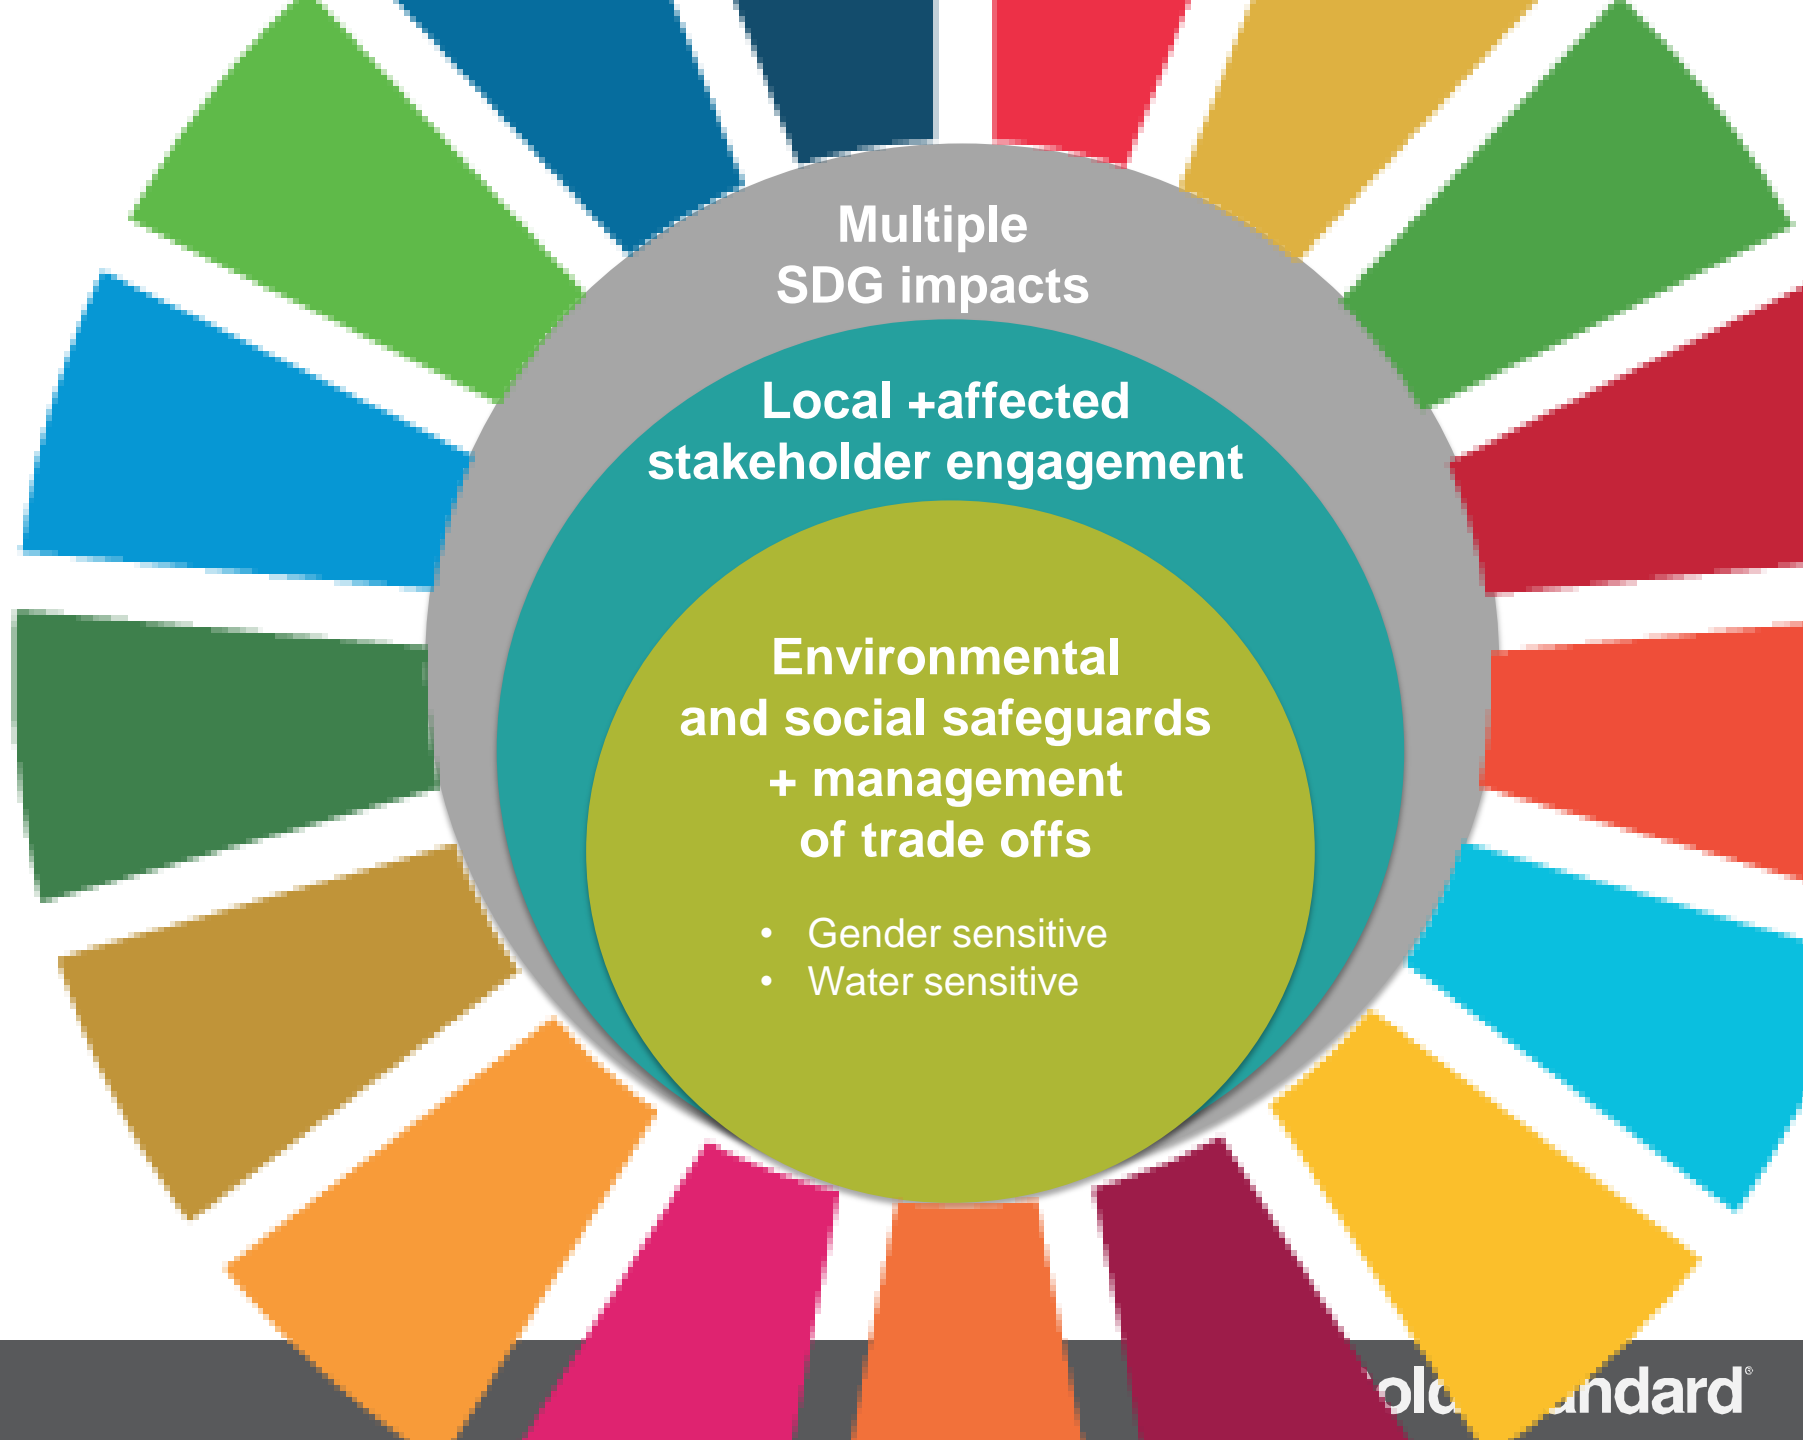 Multiple
SDG impacts
Local +affected
stakeholder engagement
Environmental
and social safeguards
+ management
of trade offs
• Gender sensitive
• Water sensitive